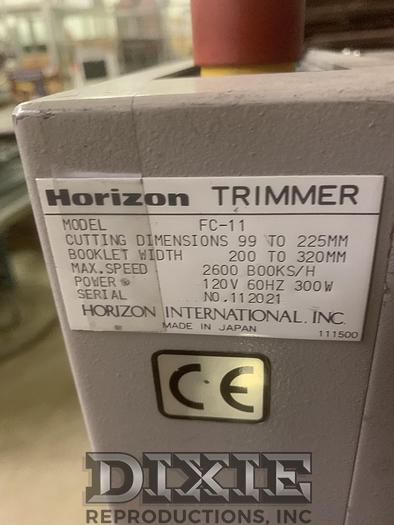 Horizon TRIMMER
MODEL FC-11
CUTTING DIMENSIONS 99 TO 225MM
BOOKLET WIDTH 200 TO 320MM
MAX.SPEED 2600 BOOKS/H
POWER 120V 60HZ 300W
SERIAL NO.112021
HORIZON INTERNATIONAL.INC.
MADE IN JAPAN
111500
CE
DIXIE
REPRODUCTIONS, INC